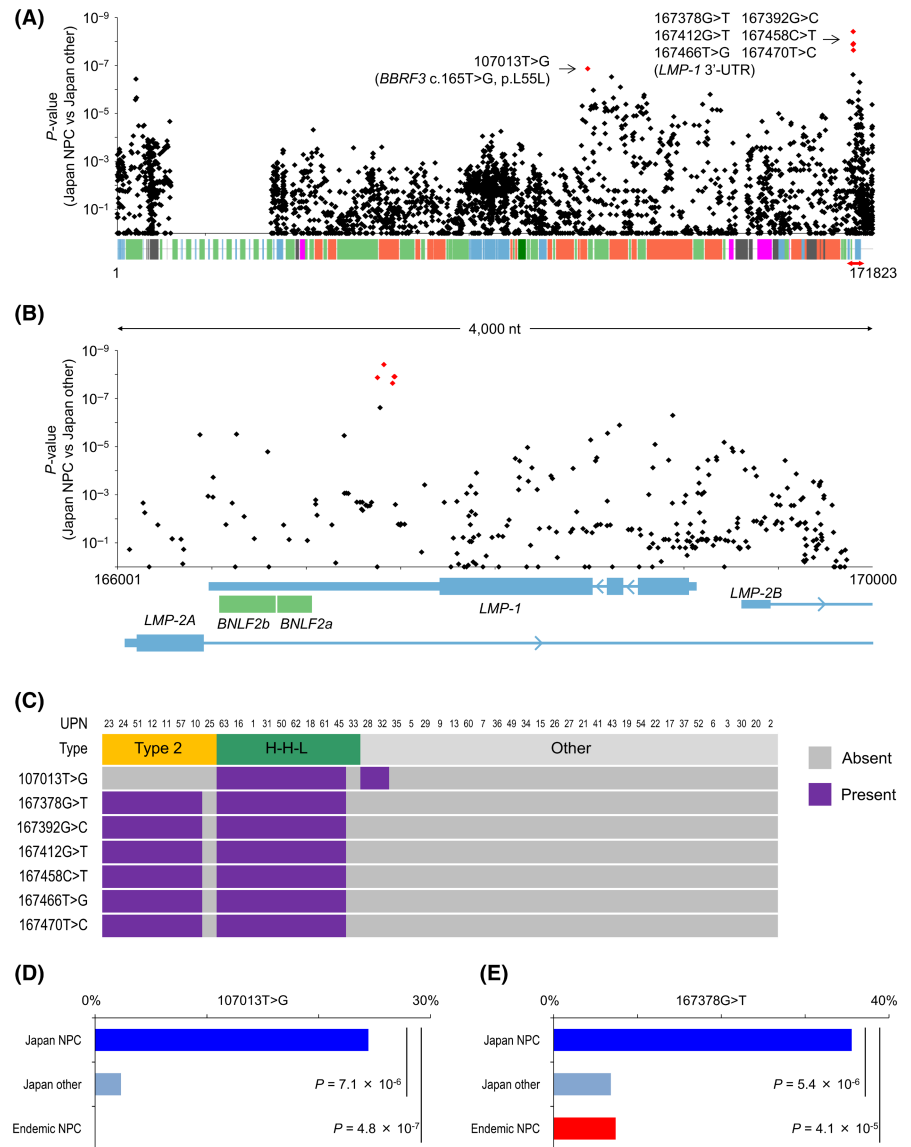 (A)
10⁻⁹
10⁻⁷
10⁻⁵
10⁻³
10⁻¹
P-value
(Japan NPC vs Japan other)
107013T>G
(BBRF3 c.165T>G, p.L55L)
167378G>T 167392G>C
167412G>T 167458C>T
167466T>G 167470T>C
(LMP-1 3'-UTR)
1
171823
(B)
4,000 nt
10⁻⁹
10⁻⁷
10⁻⁵
10⁻³
10⁻¹
P-value
(Japan NPC vs Japan other)
166001
170000
LMP-2A
BNLF2b
BNLF2a
LMP-1
LMP-2B
(C)
UPN 23 24 51 12 11 57 10 25 63 16 1 31 50 62 18 61 45 33 28 32 35 5 29 9 13 60 7 36 49 34 15 26 27 21 41 43 19 54 22 17 37 52 6 3 30 20 2
Type Type 2 H-H-L Other
107013T>G
167378G>T
167392G>C
167412G>T
167458C>T
167466T>G
167470T>C
Absent
Present
(D)
0% 107013T>G 30%
Japan NPC
Japan other
Endemic NPC
P = 7.1 × 10⁻⁶
P = 4.8 × 10⁻⁷
(E)
0% 167378G>T 40%
Japan NPC
Japan other
Endemic NPC
P = 5.4 × 10⁻⁶
P = 4.1 × 10⁻⁵